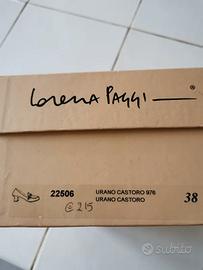 Lorena PAGGI
®
22506
URANO CASTORO 976
URANO CASTORO
38
€ 215
subito